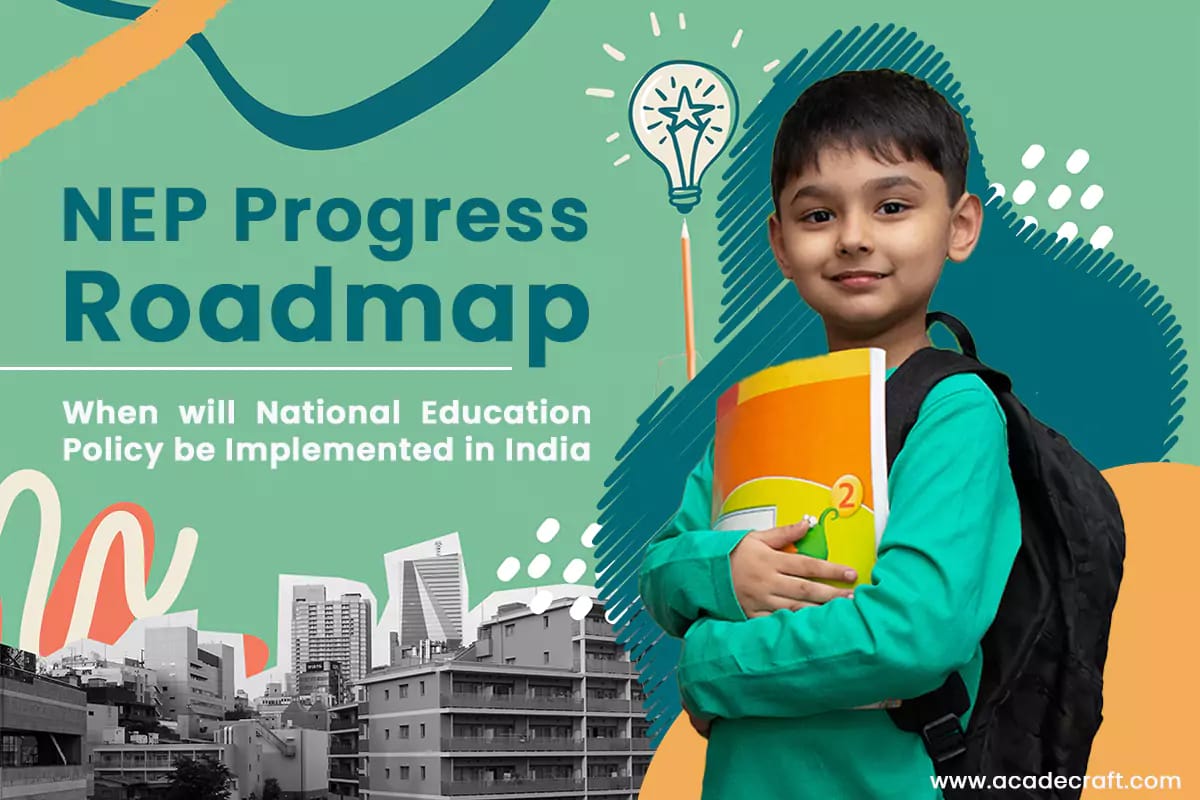 NEP Progress
Roadmap
When will National Education
Policy be Implemented in India
2
www.acadecraft.com